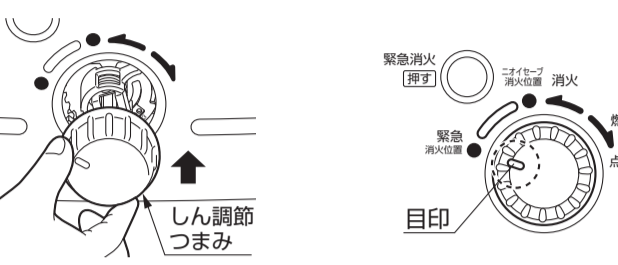 しん調節
つまみ
緊急消火
押す
ニオイセーブ
消火位置
消火
緊急
消火位置
目印